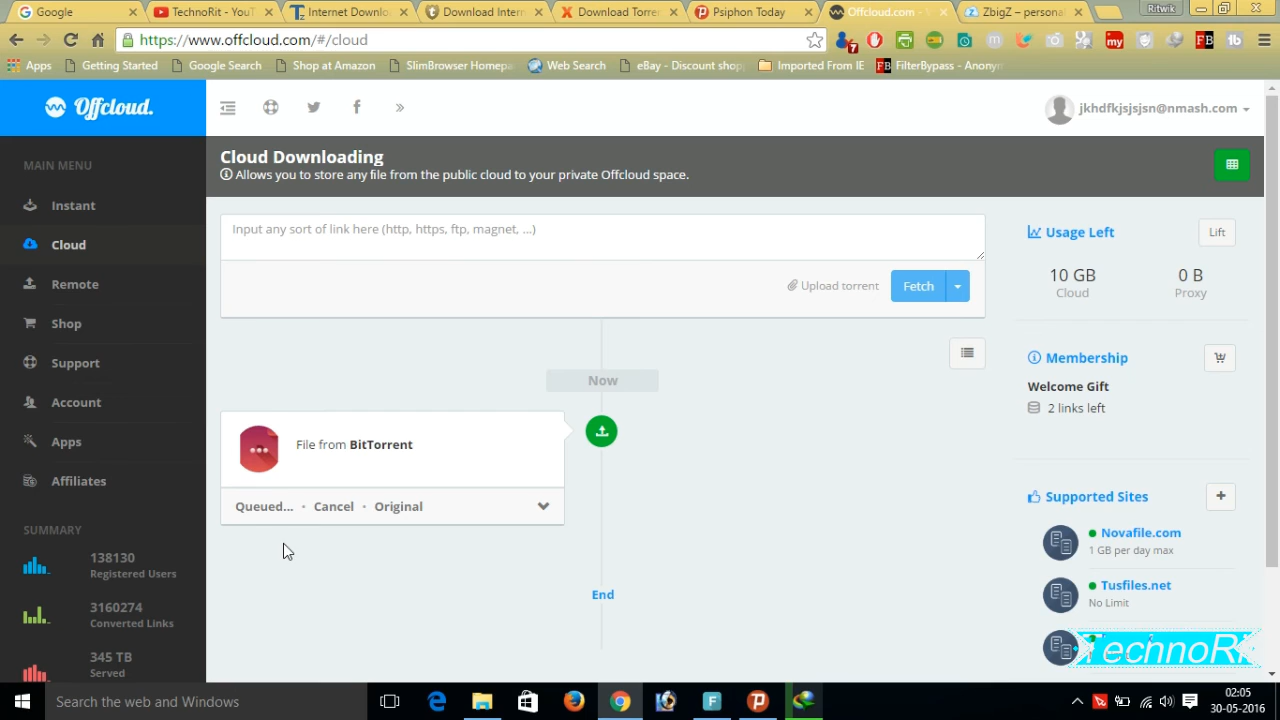 Google
TechnoRit - YouT
Internet Downlo
Download Intern
Download Torre
Psiphon Today
Offcloud.com -
ZbigZ – personal
Ritwik
https://www.offcloud.com/#/cloud
7
my
FB
Apps
Getting Started
Google Search
Shop at Amazon
SlimBrowser Homepa
Web Search
eBay - Discount shop
Imported From IE
FB
FilterBypass - Anonym
Offcloud.
jkhdfkjsjsjsn@nmash.com
MAIN MENU
Instant
Cloud
Remote
Shop
Support
Account
Apps
Affiliates
SUMMARY
138130
Registered Users
3160274
Converted Links
345 TB
Served
Cloud Downloading
Allows you to store any file from the public cloud to your private Offcloud space.
Input any sort of link here (http, https, ftp, magnet, ...)
Upload torrent
Fetch
Now
File from BitTorrent
Queued... • Cancel • Original
End
Usage Left
Lift
10 GB
Cloud
0 B
Proxy
Membership
Welcome Gift
2 links left
Supported Sites
Novafile.com
1 GB per day max
Tusfiles.net
No Limit
TechnoRi
Search the web and Windows
02:05
30-05-2016